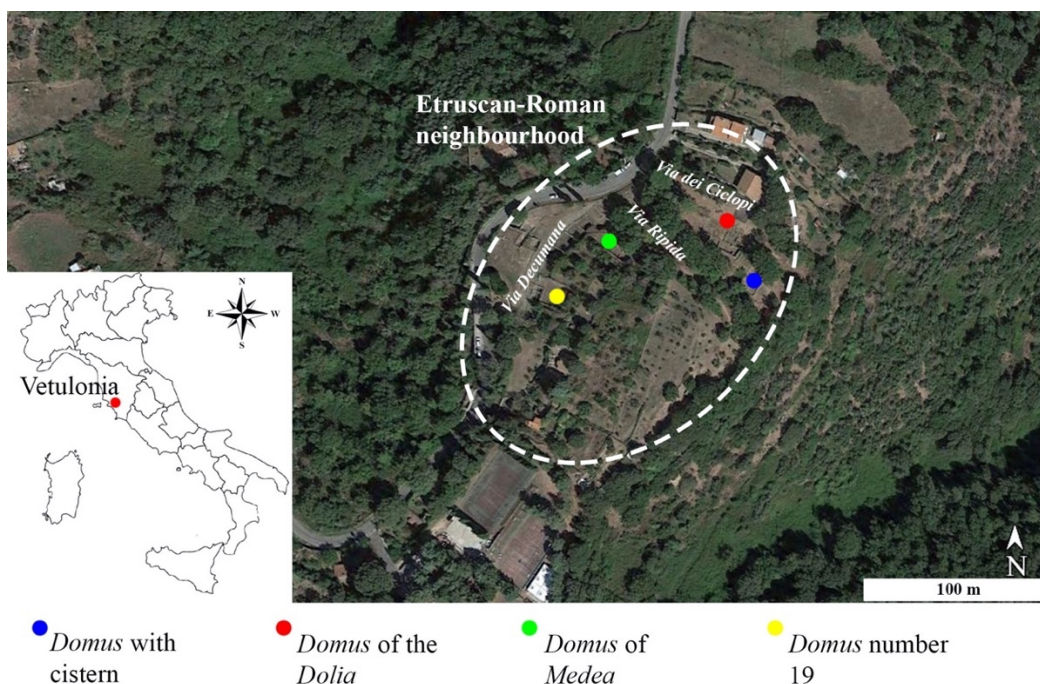 Etruscan-Roman
neighbourhood
Via dei Ciclopi
Via Ripida
Via Decumana
N
E W
S
Vetulonia
N
100 m
Domus with
cistern
Domus of the
Dolia
Domus of
Medea
Domus number
19